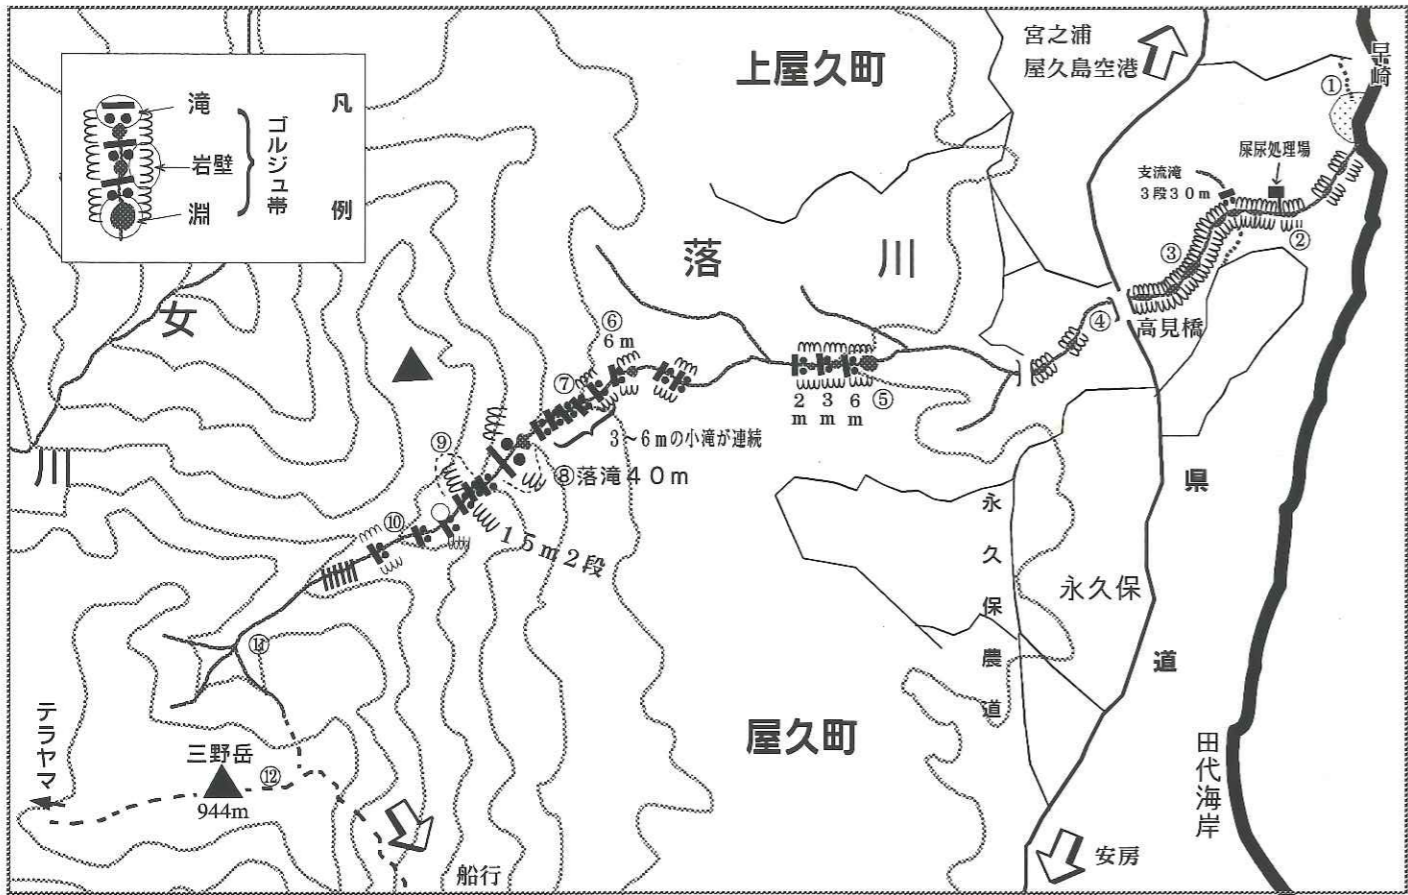 滝
岩壁
淵
ゴルジュ帯
凡例
上屋久町
宮之浦
屋久島空港
早崎
①
屎尿処理場
支流滝
3段30m
②
③
④
高見橋
落川
女川
⑥
6m
⑦
2m
3m
6m
⑤
3~6mの小滝が連続
⑧落滝40m
⑨
15m2段
⑩
⑪
テラヤマ
三野岳
⑫
944m
船行
屋久町
永久保農道
永久保
県道
田代海岸
安房